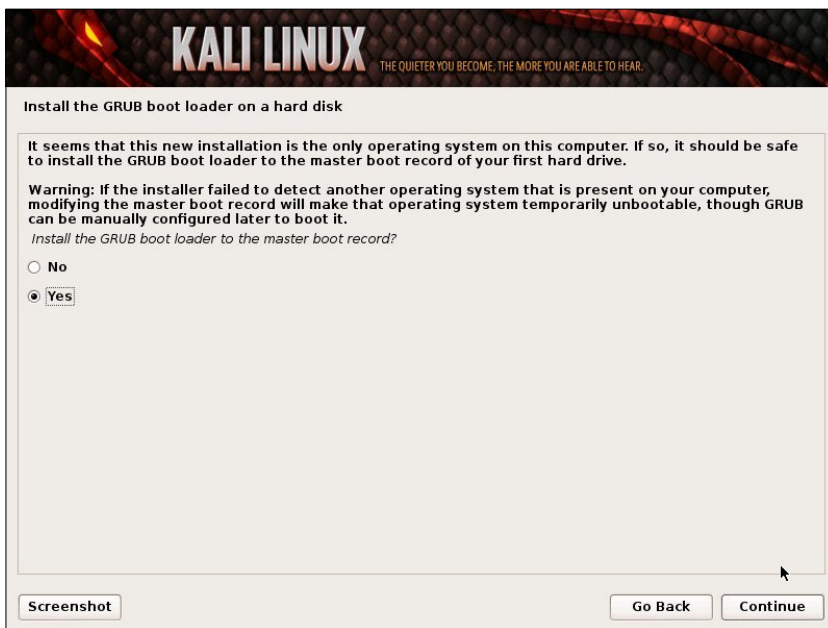 KALI LINUX
THE QUIETER YOU BECOME, THE MORE YOU ARE ABLE TO HEAR.
Install the GRUB boot loader on a hard disk
It seems that this new installation is the only operating system on this computer. If so, it should be safe
to install the GRUB boot loader to the master boot record of your first hard drive.
Warning: If the installer failed to detect another operating system that is present on your computer,
modifying the master boot record will make that operating system temporarily unbootable, though GRUB
can be manually configured later to boot it.
Install the GRUB boot loader to the master boot record?
No
Yes
Screenshot
Go Back
Continue